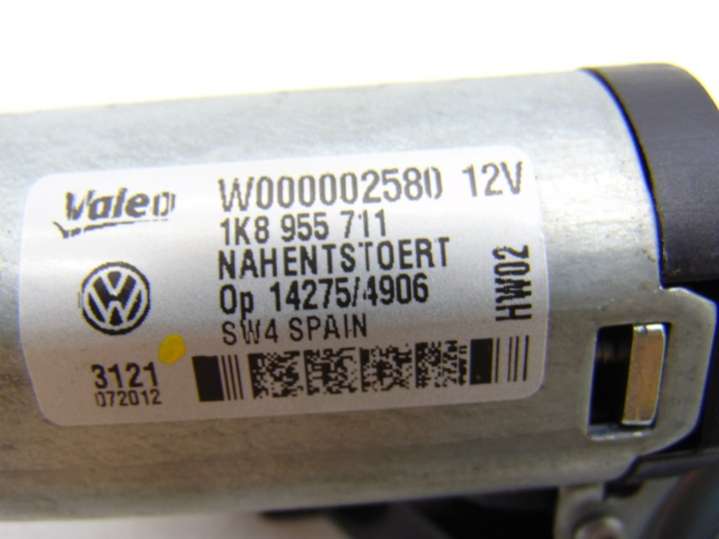 Valeo W000002580 12V
1K8 955 711
NAHENTSTOERT
Op 14275/4906
SW4 SPAIN
HW02
3121
072012